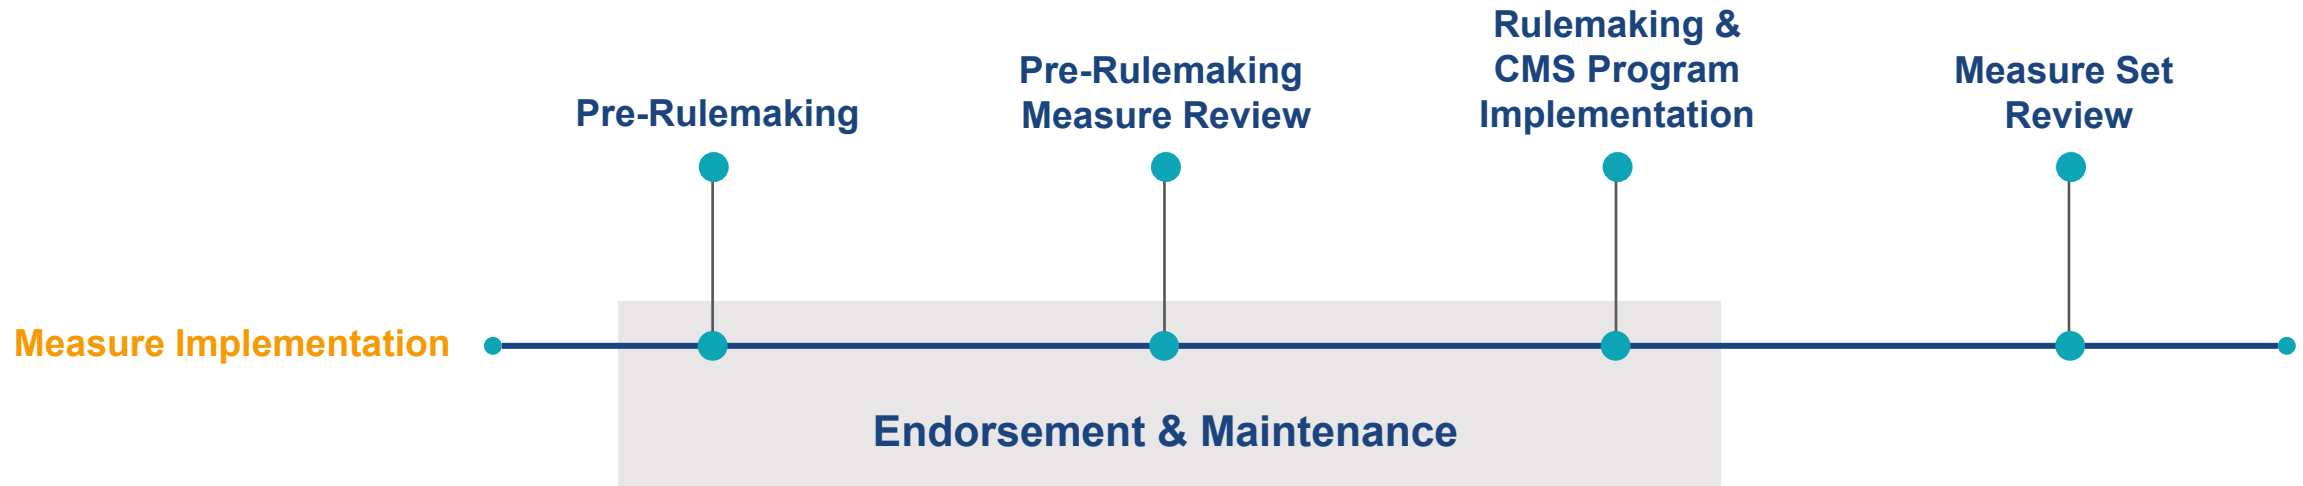 Pre-Rulemaking
Pre-Rulemaking
Measure Review
Rulemaking &
CMS Program
Implementation
Measure Set
Review
Measure Implementation
Endorsement & Maintenance